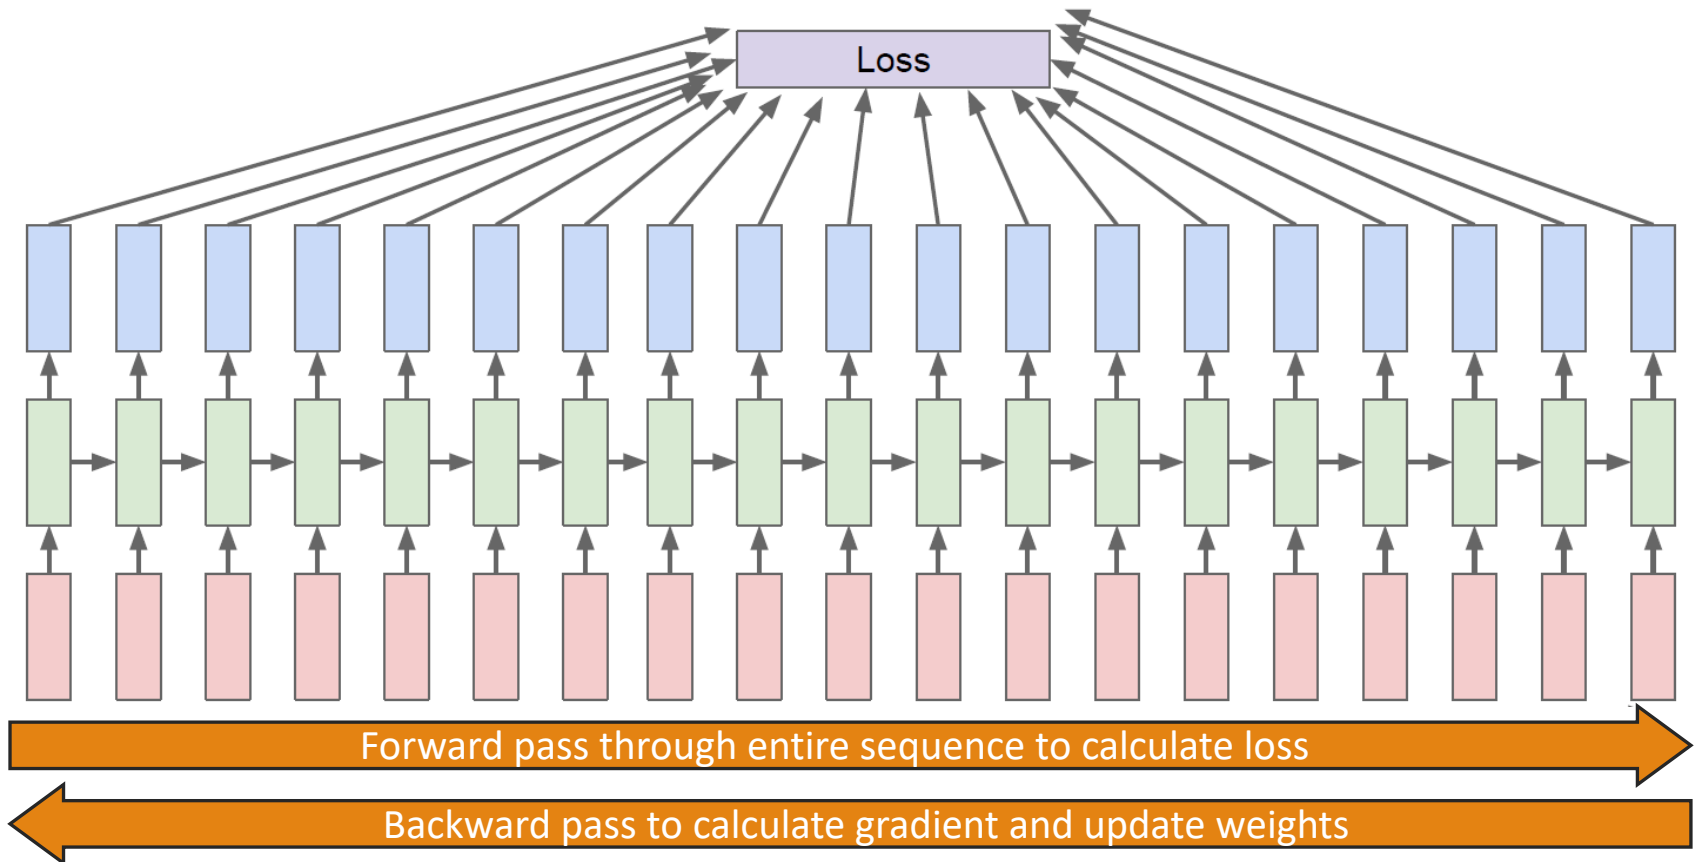 Loss
Forward pass through entire sequence to calculate loss
Backward pass to calculate gradient and update weights